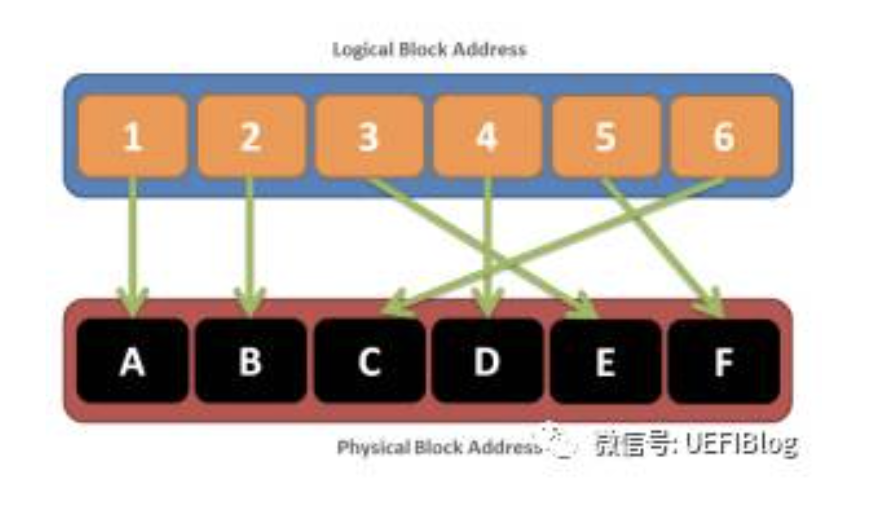 Logical Block Address
1 2 3 4 5 6
A B C D E F
Physical Block Address
微信号: UEFIBlog